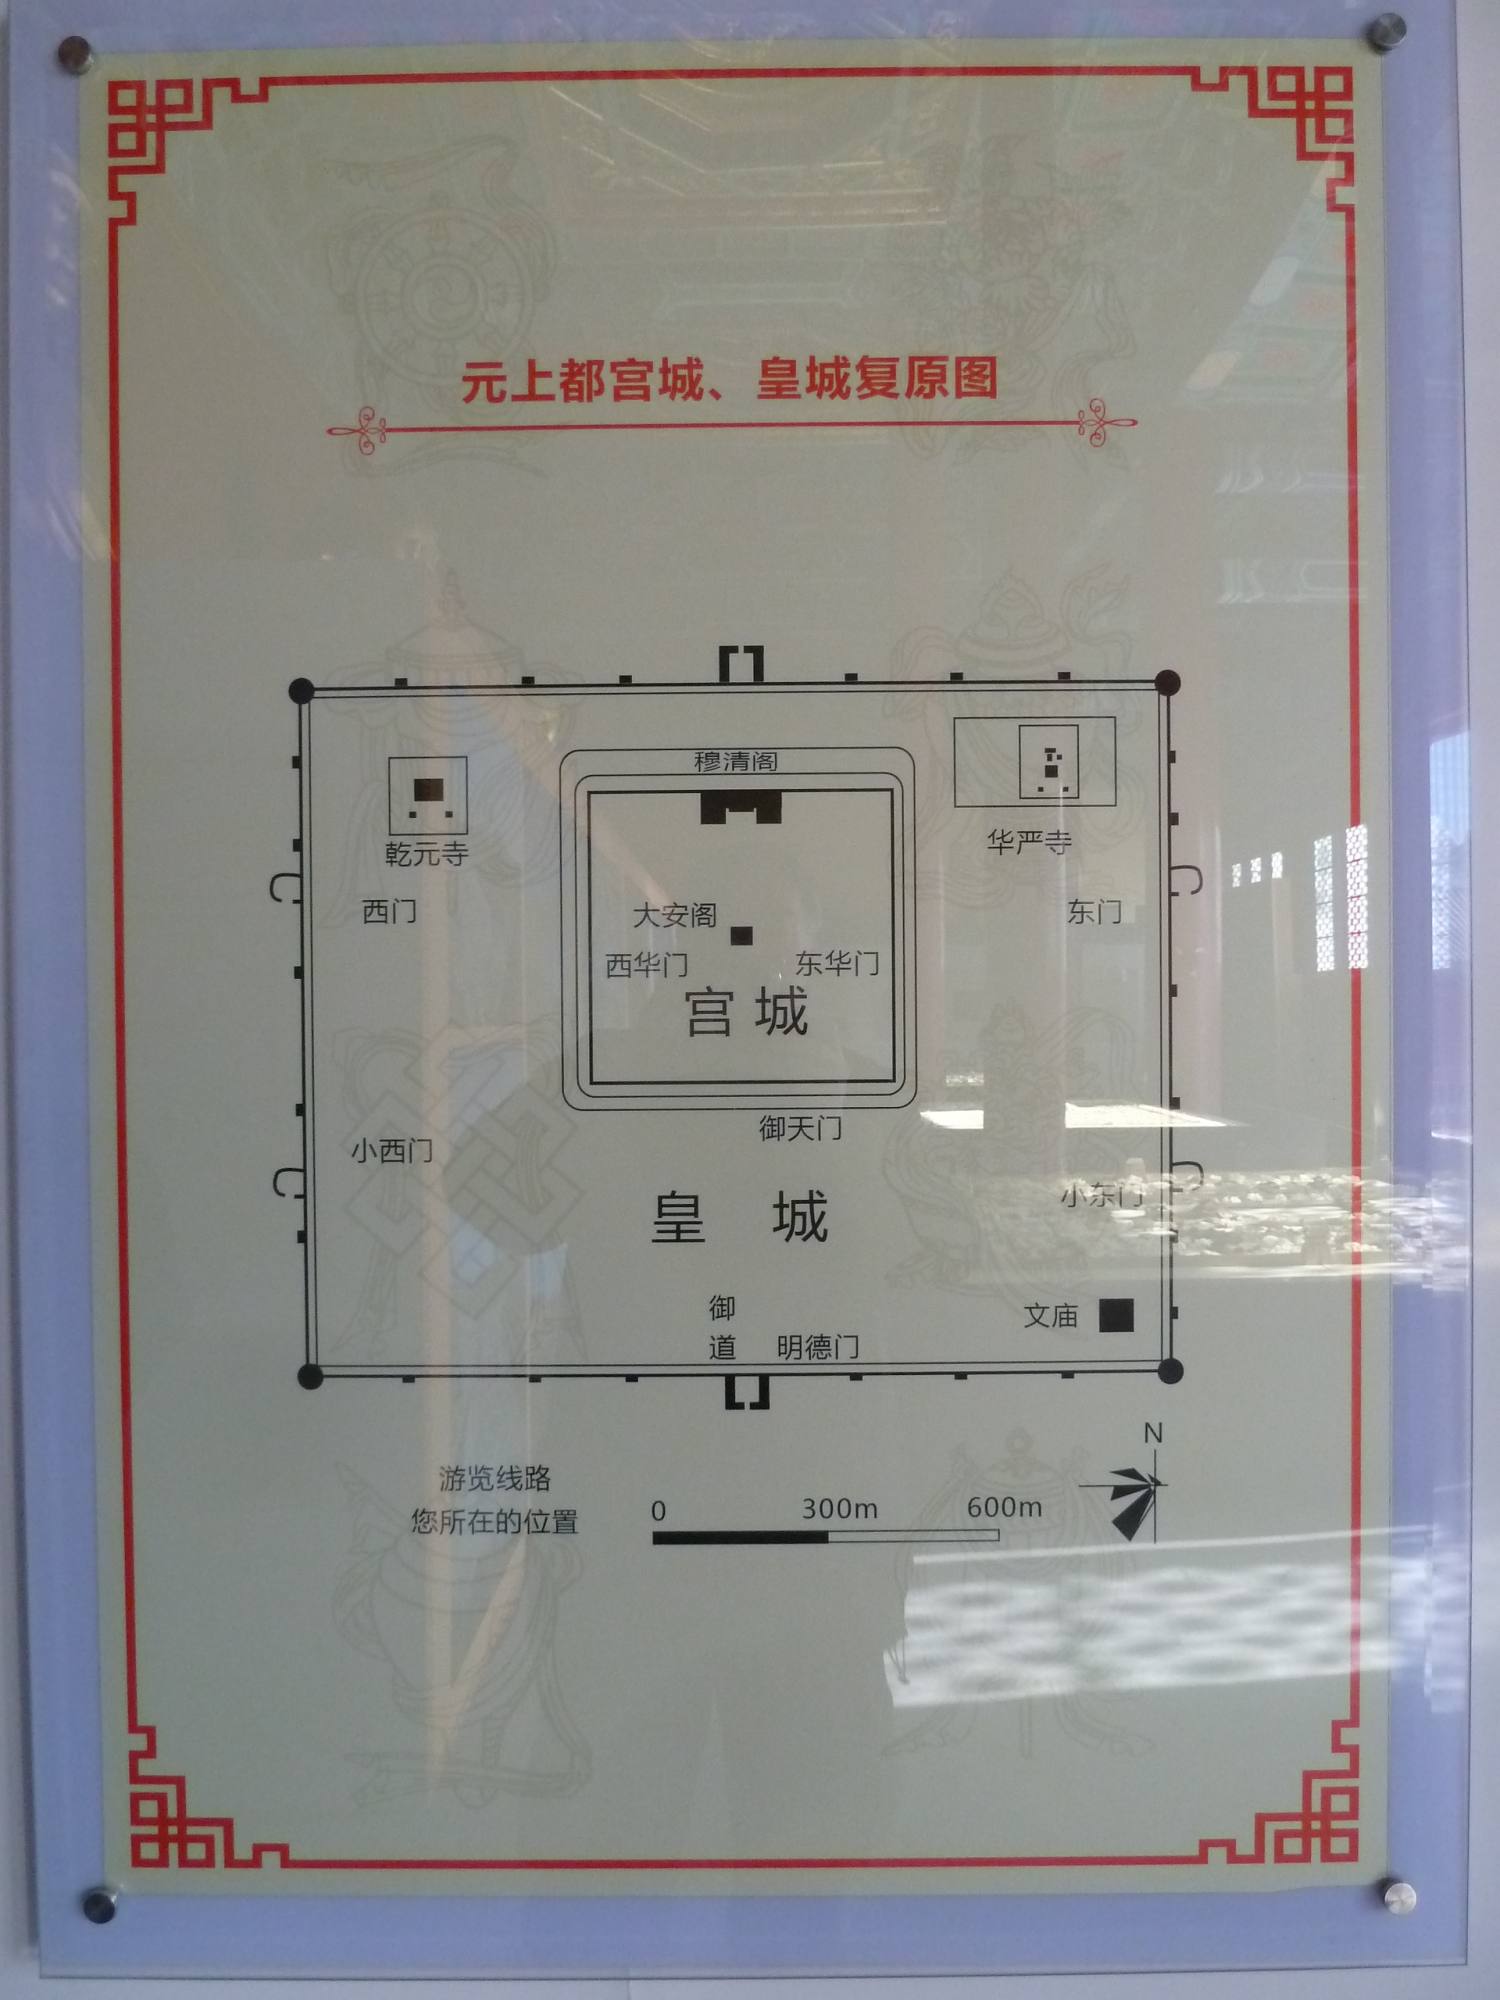 元上都宫城、皇城复原图
穆清阁
乾元寺
华严寺
西门
大安阁
东门
西华门
东华门
宫城
御天门
小西门
小东门
皇城
御道
文庙
明德门
N
游览线路
您所在的位置
0 300m 600m